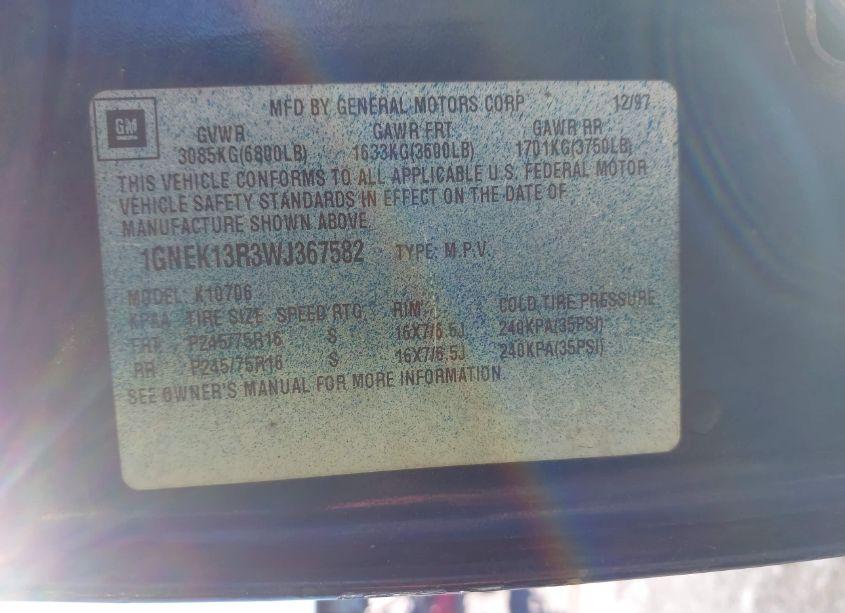 GM
MFD BY GENERAL MOTORS CORP 12/97
GVWR GAWR FRT GAWR RR
3085KG(6800LB) 1633KG(3600LB) 1701KG(3750LB)
THIS VEHICLE CONFORMS TO ALL APPLICABLE U.S. FEDERAL MOTOR
VEHICLE SAFETY STANDARDS IN EFFECT ON THE DATE OF
MANUFACTURE SHOWN ABOVE.
1GNEK13R3WJ367582 TYPE: M.P.V.
MODEL: K10706
TIRE SIZE SPEED RTG RIM COLD TIRE PRESSURE
FRT P245/75R16 S 16X7/6.5J 240KPA(35PSI)
RR P245/75R16 S 16X7/6.5J 240KPA(35PSI)
SEE OWNER'S MANUAL FOR MORE INFORMATION.